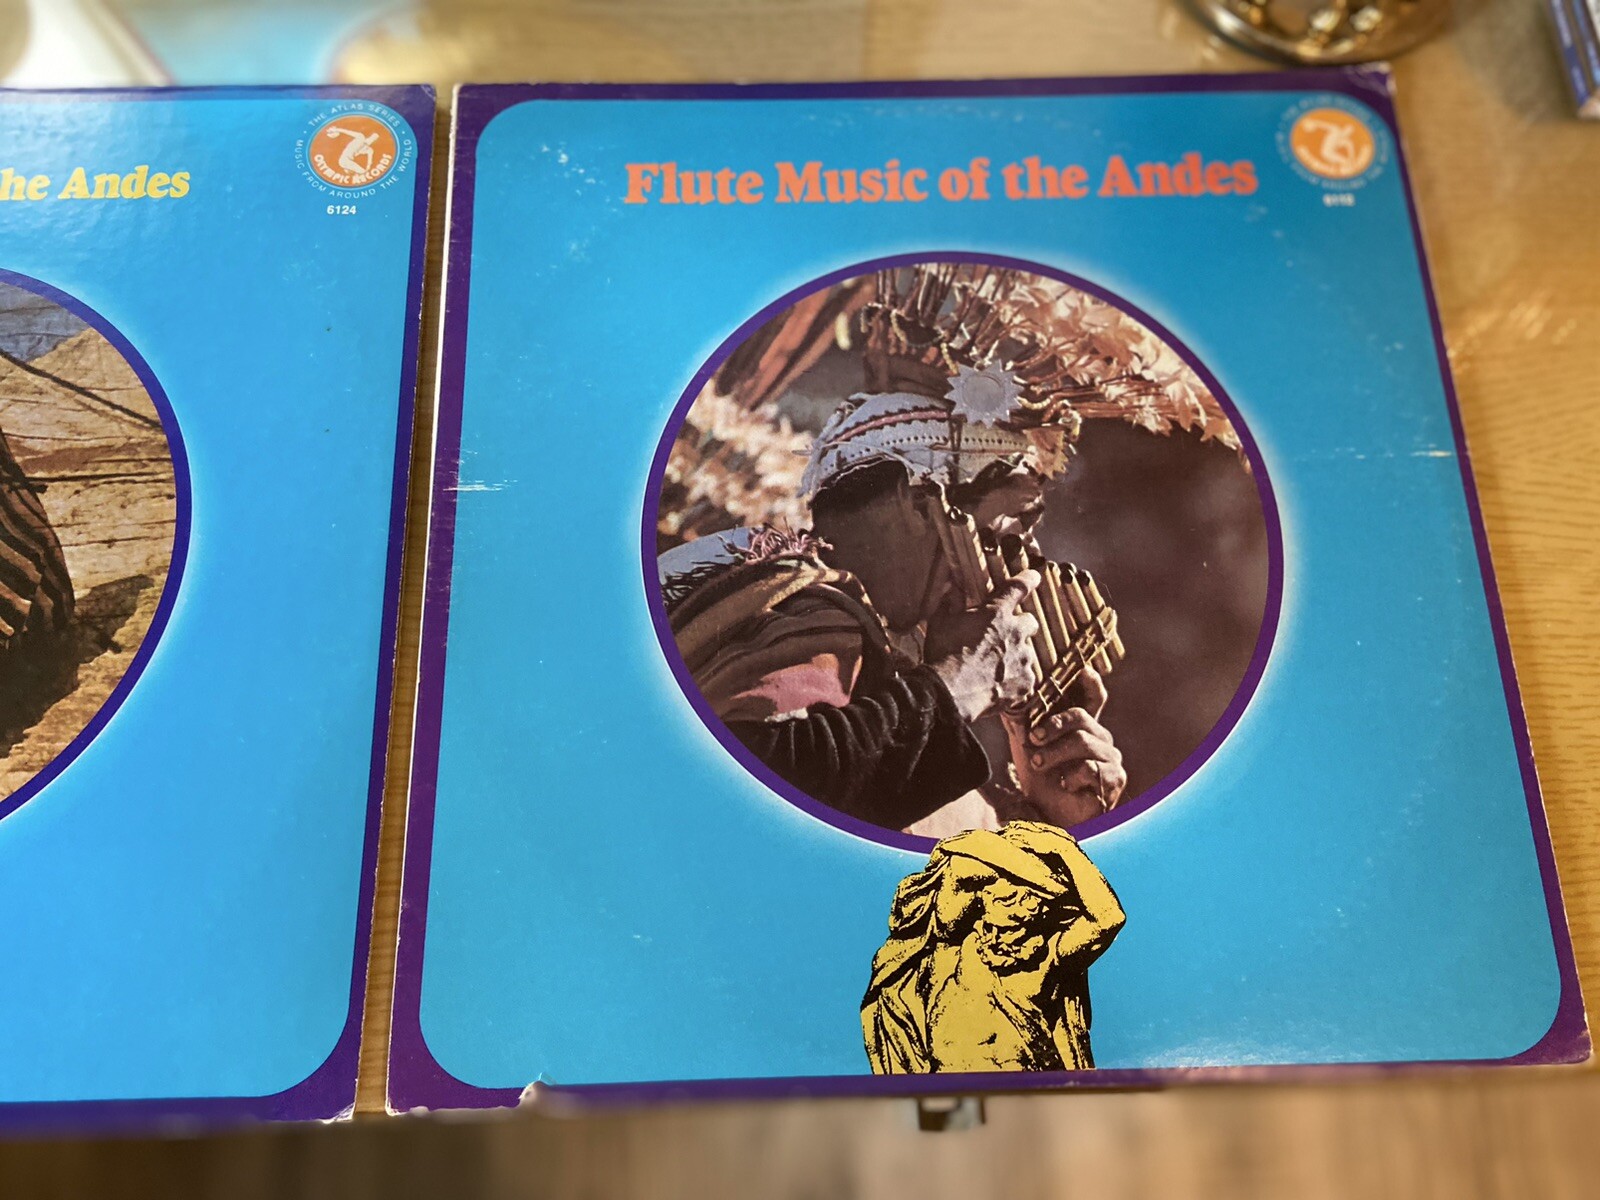 he Andes
• THE ATLAS SERIES •
MUSIC FROM AROUND THE WORLD
OLYMPIC RECORDS
6124
Flute Music of the Andes